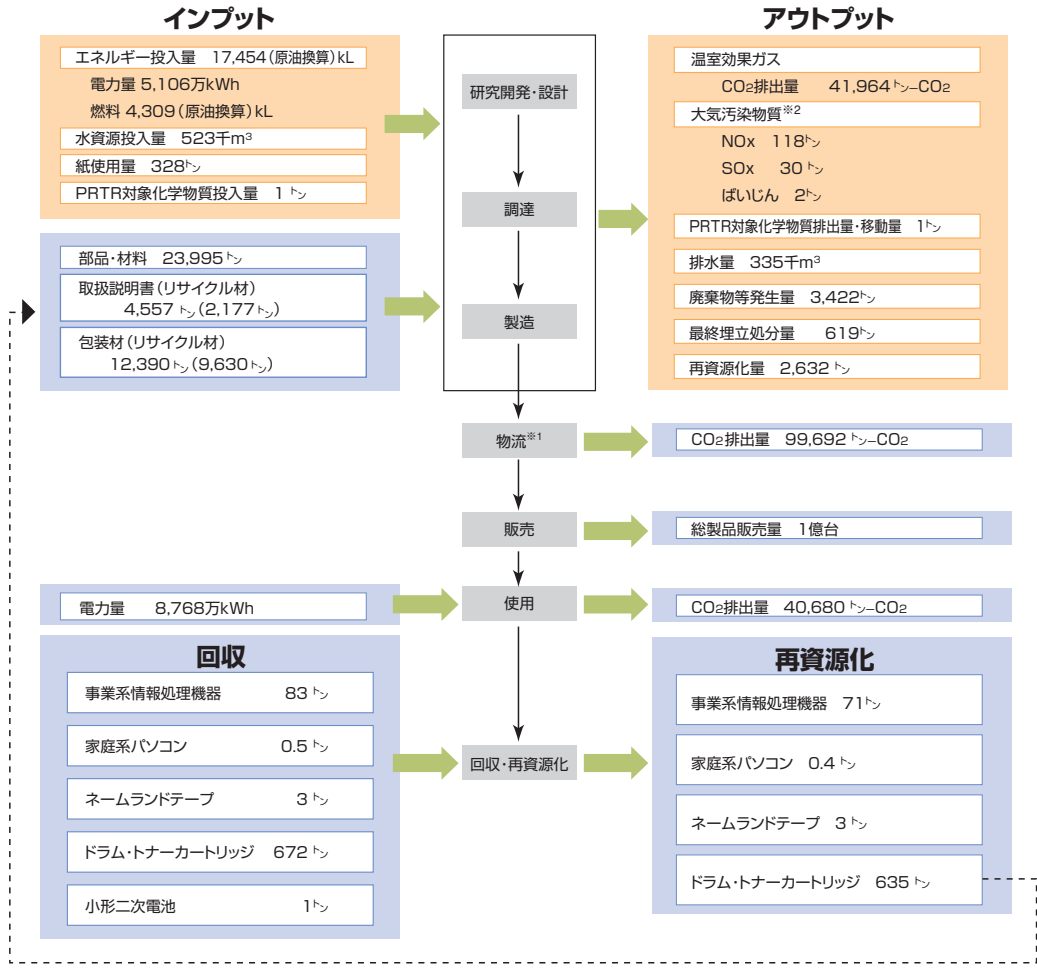 インプット
エネルギー投入量 17,454(原油換算)kL
電力量 5,106万kWh
燃料 4,309(原油換算)kL
水資源投入量 523千m³
紙使用量 328㌧
PRTR対象化学物質投入量 1㌧
部品・材料 23,995㌧
取扱説明書(リサイクル材)
4,557㌧(2,177㌧)
包装材(リサイクル材)
12,390㌧(9,630㌧)
研究開発・設計
調達
製造
物流※1
販売
使用
回収・再資源化
アウトプット
温室効果ガス
CO₂排出量 41,964㌧–CO₂
大気汚染物質※2
NOx 118㌧
SOx 30㌧
ばいじん 2㌧
PRTR対象化学物質排出量・移動量 1㌧
排水量 335千m³
廃棄物等発生量 3,422㌧
最終埋立処分量 619㌧
再資源化量 2,632㌧
CO₂排出量 99,692㌧–CO₂
総製品販売量 1億台
電力量 8,768万kWh
CO₂排出量 40,680㌧–CO₂
回収
事業系情報処理機器 83㌧
家庭系パソコン 0.5㌧
ネームランドテープ 3㌧
ドラム・トナーカートリッジ 672㌧
小形二次電池 1㌧
再資源化
事業系情報処理機器 71㌧
家庭系パソコン 0.4㌧
ネームランドテープ 3㌧
ドラム・トナーカートリッジ 635㌧